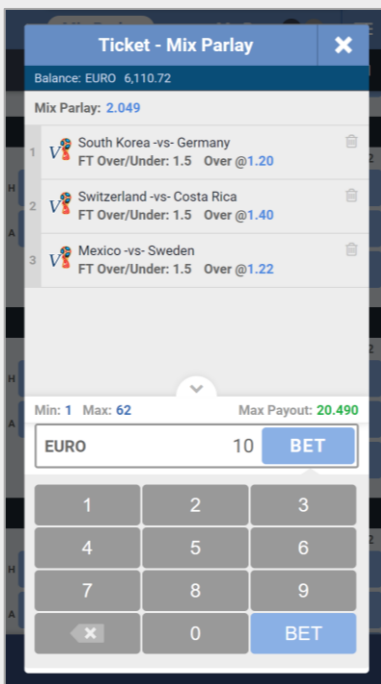 Ticket - Mix Parlay
Balance: EURO 6,110.72
Mix Parlay: 2.049
1
South Korea -vs- Germany
FT Over/Under: 1.5 Over @1.20
2
Switzerland -vs- Costa Rica
FT Over/Under: 1.5 Over @1.40
3
Mexico -vs- Sweden
FT Over/Under: 1.5 Over @1.22
Min: 1 Max: 62 Max Payout: 20.490
EURO 10 BET
1 2 3
4 5 6
7 8 9
0 BET
H
A
H
A
H
A